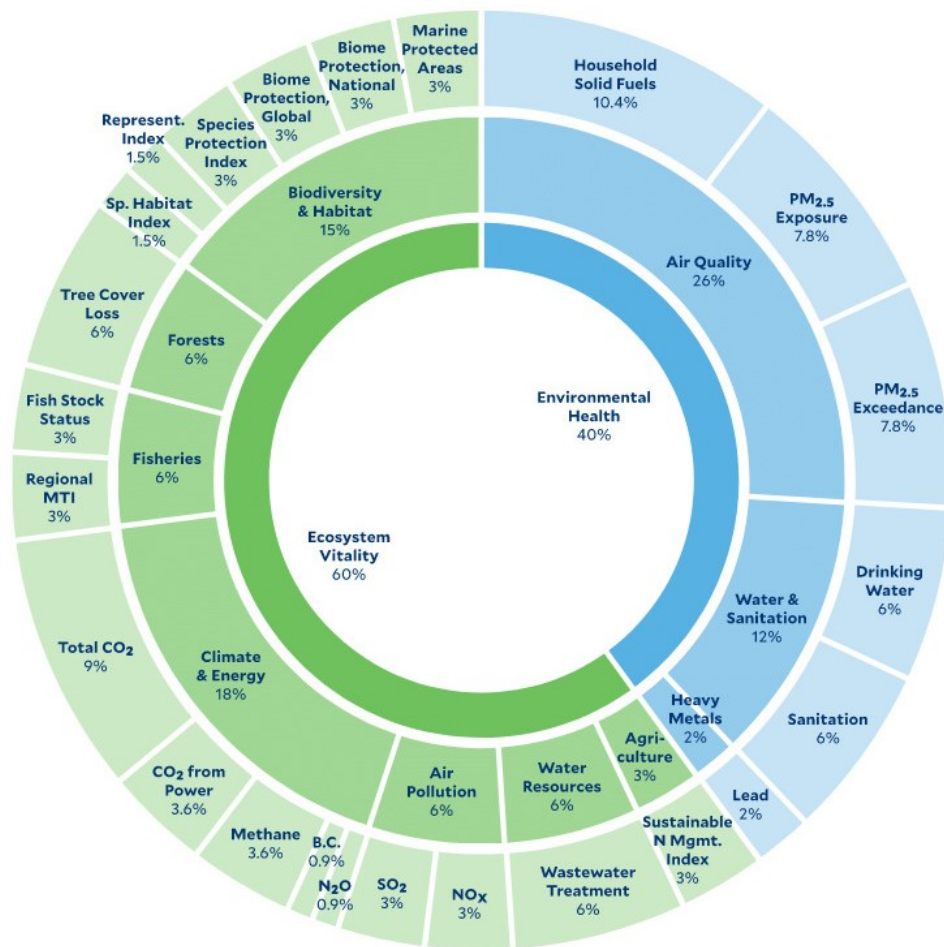 Marine
Protected
Areas
3%
Biome
Protection,
National
3%
Biome
Protection,
Global
3%
Species
Protection
Index
3%
Represent.
Index
1.5%
Sp. Habitat
Index
1.5%
Tree Cover
Loss
6%
Fish Stock
Status
3%
Regional
MTI
3%
Total CO₂
9%
CO₂ from
Power
3.6%
Methane
3.6%
B.C.
0.9%
N₂O
0.9%
SO₂
3%
NOₓ
3%
Wastewater
Treatment
6%
Sustainable
N Mgmt.
Index
3%
Lead
2%
Sanitation
6%
Drinking
Water
6%
PM₂.₅
Exceedance
7.8%
PM₂.₅
Exposure
7.8%
Household
Solid Fuels
10.4%
Biodiversity
& Habitat
15%
Forests
6%
Fisheries
6%
Climate
& Energy
18%
Air
Pollution
6%
Water
Resources
6%
Agri-
culture
3%
Heavy
Metals
2%
Water &
Sanitation
12%
Air Quality
26%
Environmental
Health
40%
Ecosystem
Vitality
60%